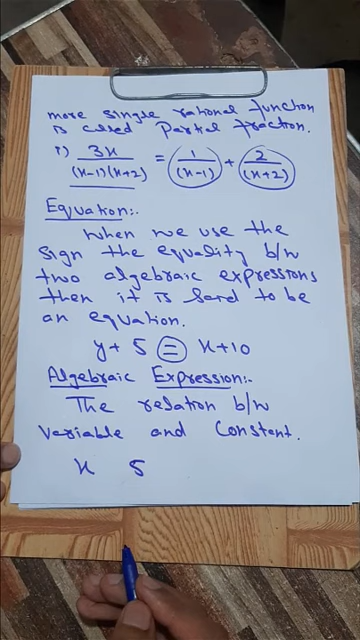 more single rational function
is called Partial fraction.
i) 3x/(x-1)(x+2) = 1/(x-1) + 2/(x+2)
Equation:-
When we use the
sign the equality b/w
two algebraic expressions
then it is said to be
an equation.
y+5 = x+10
Algebraic Expression:-
The relation b/w
variable and constant.
x 5